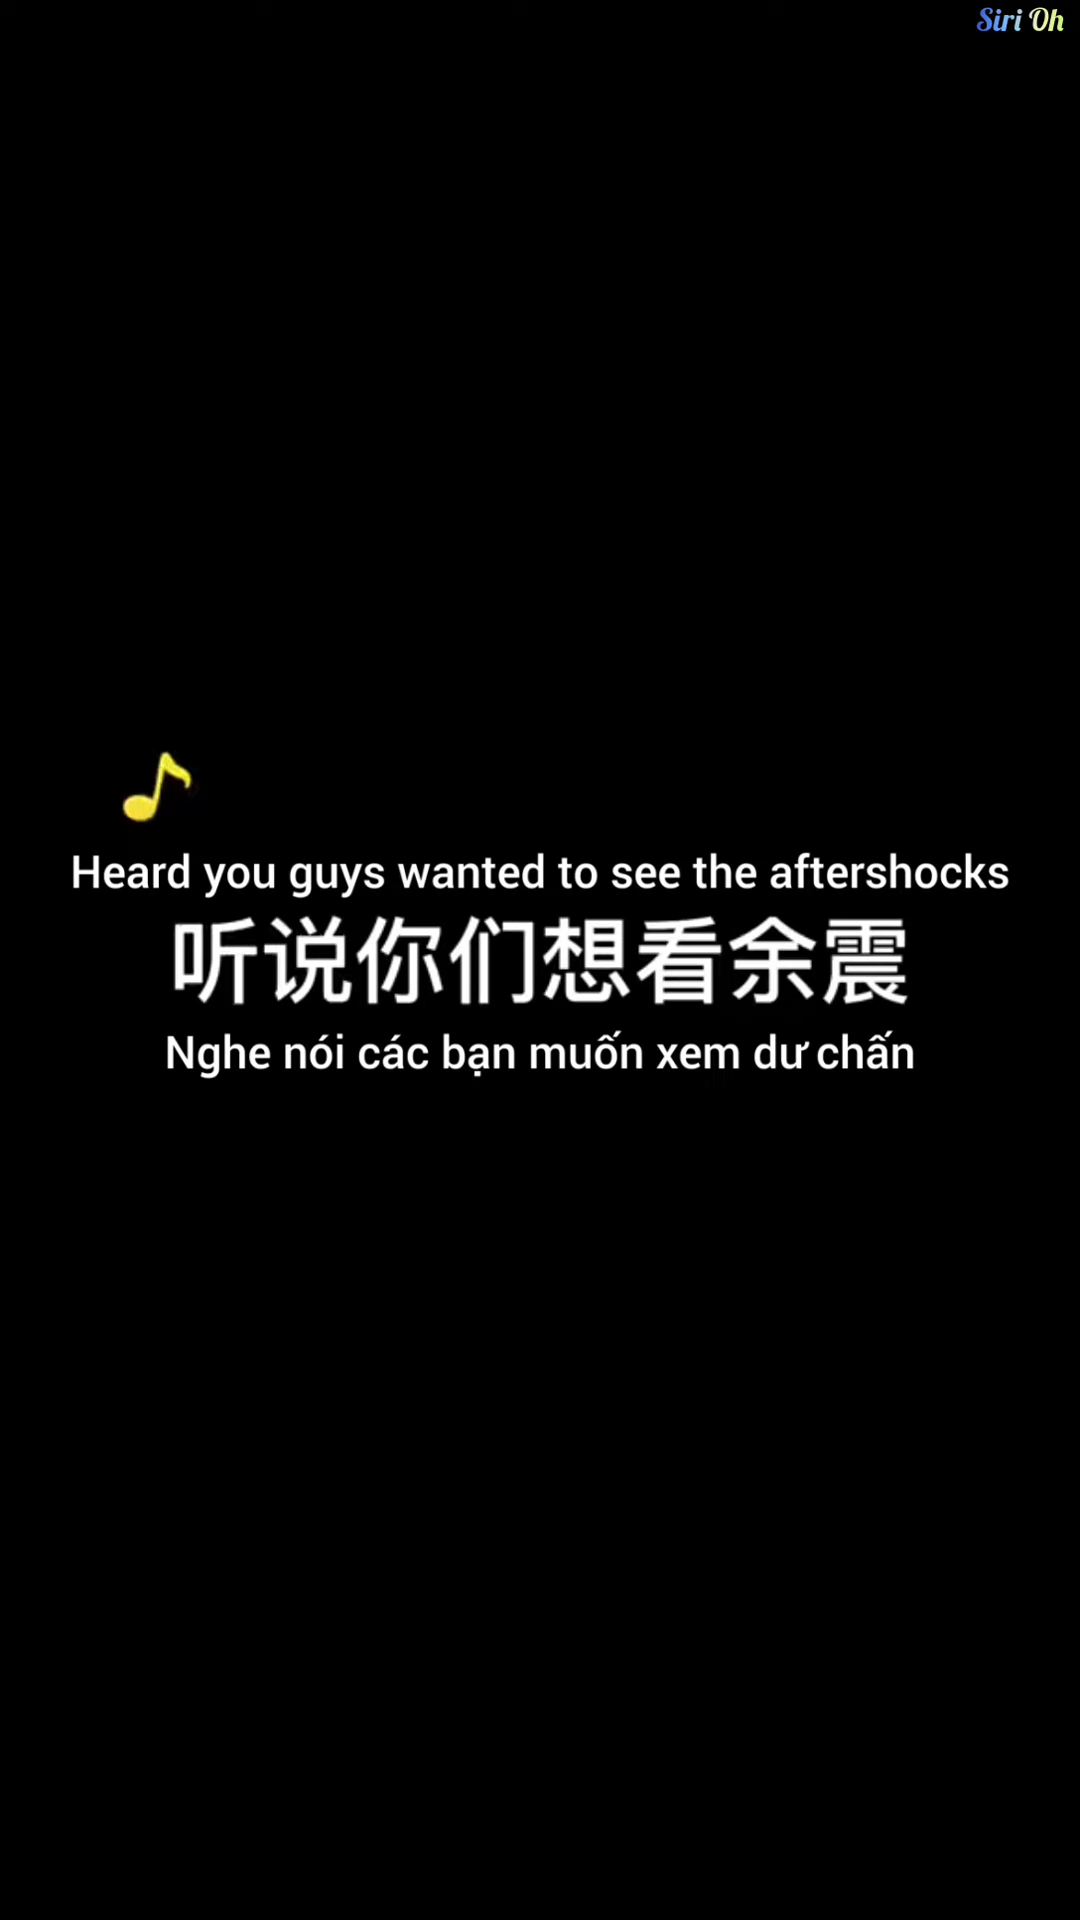 Siri Oh
Heard you guys wanted to see the aftershocks
听说你们想看余震
Nghe nói các bạn muốn xem dư chấn